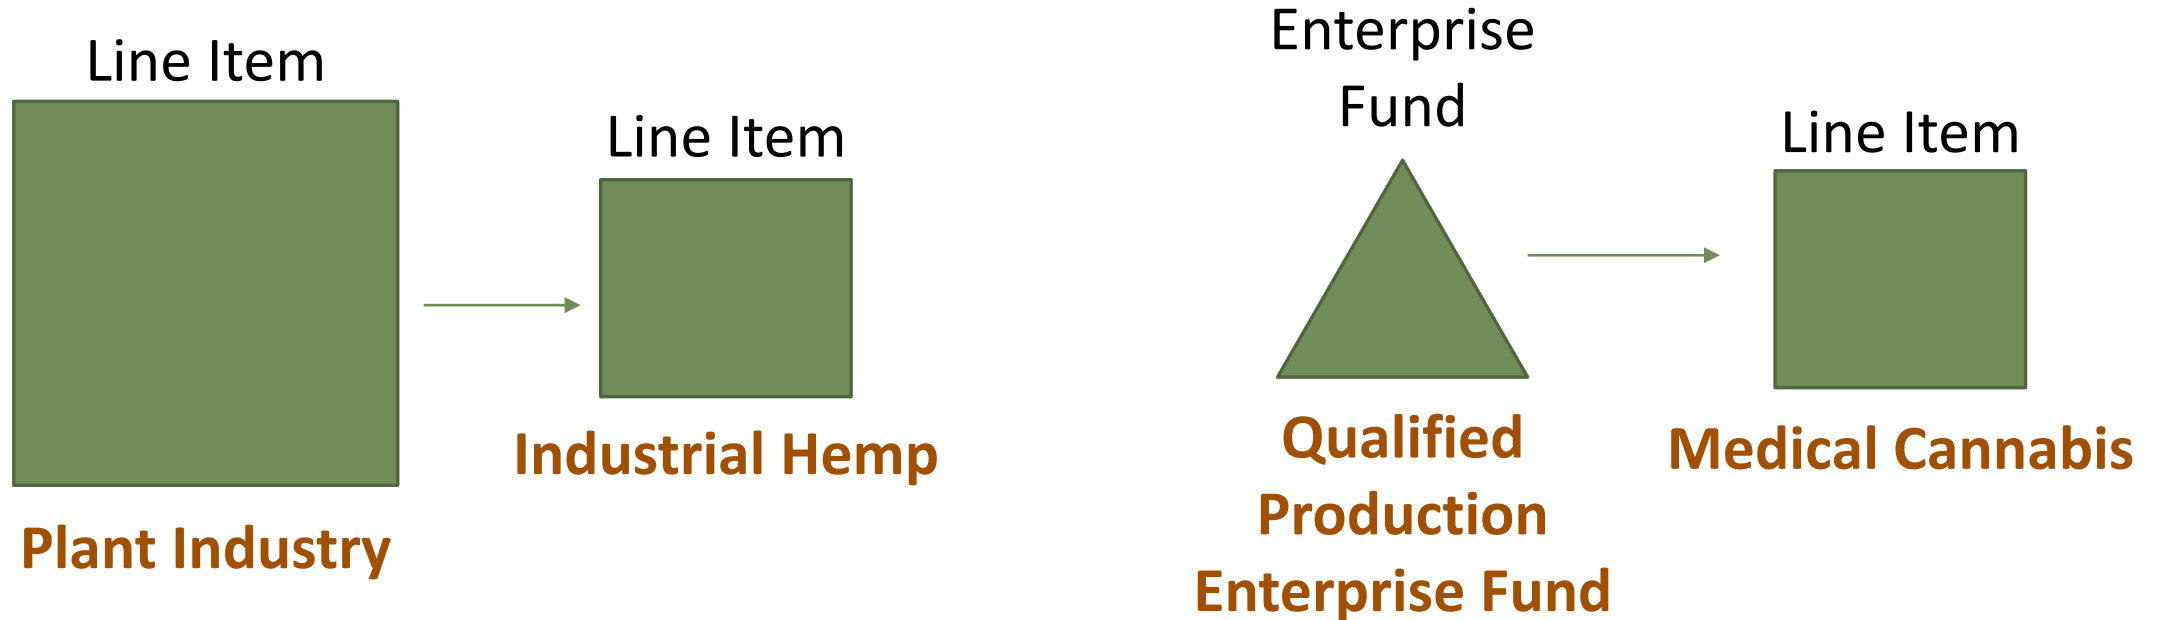 Line Item
Plant Industry
Line Item
Industrial Hemp
Enterprise
Fund
Qualified
Production
Enterprise Fund
Line Item
Medical Cannabis